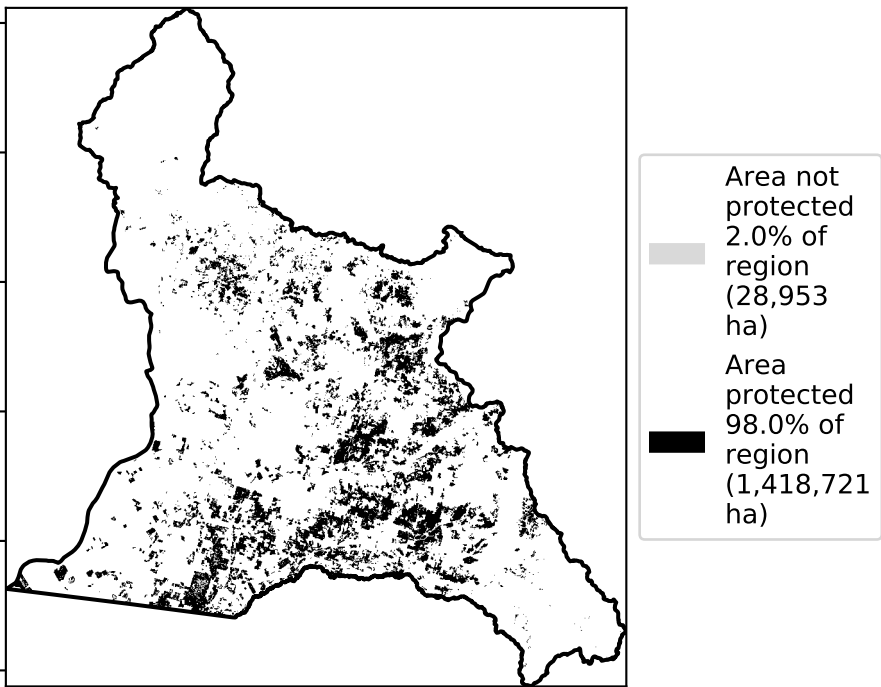 Area not
protected
2.0% of
region
(28,953
ha)
Area
protected
98.0% of
region
(1,418,721
ha)